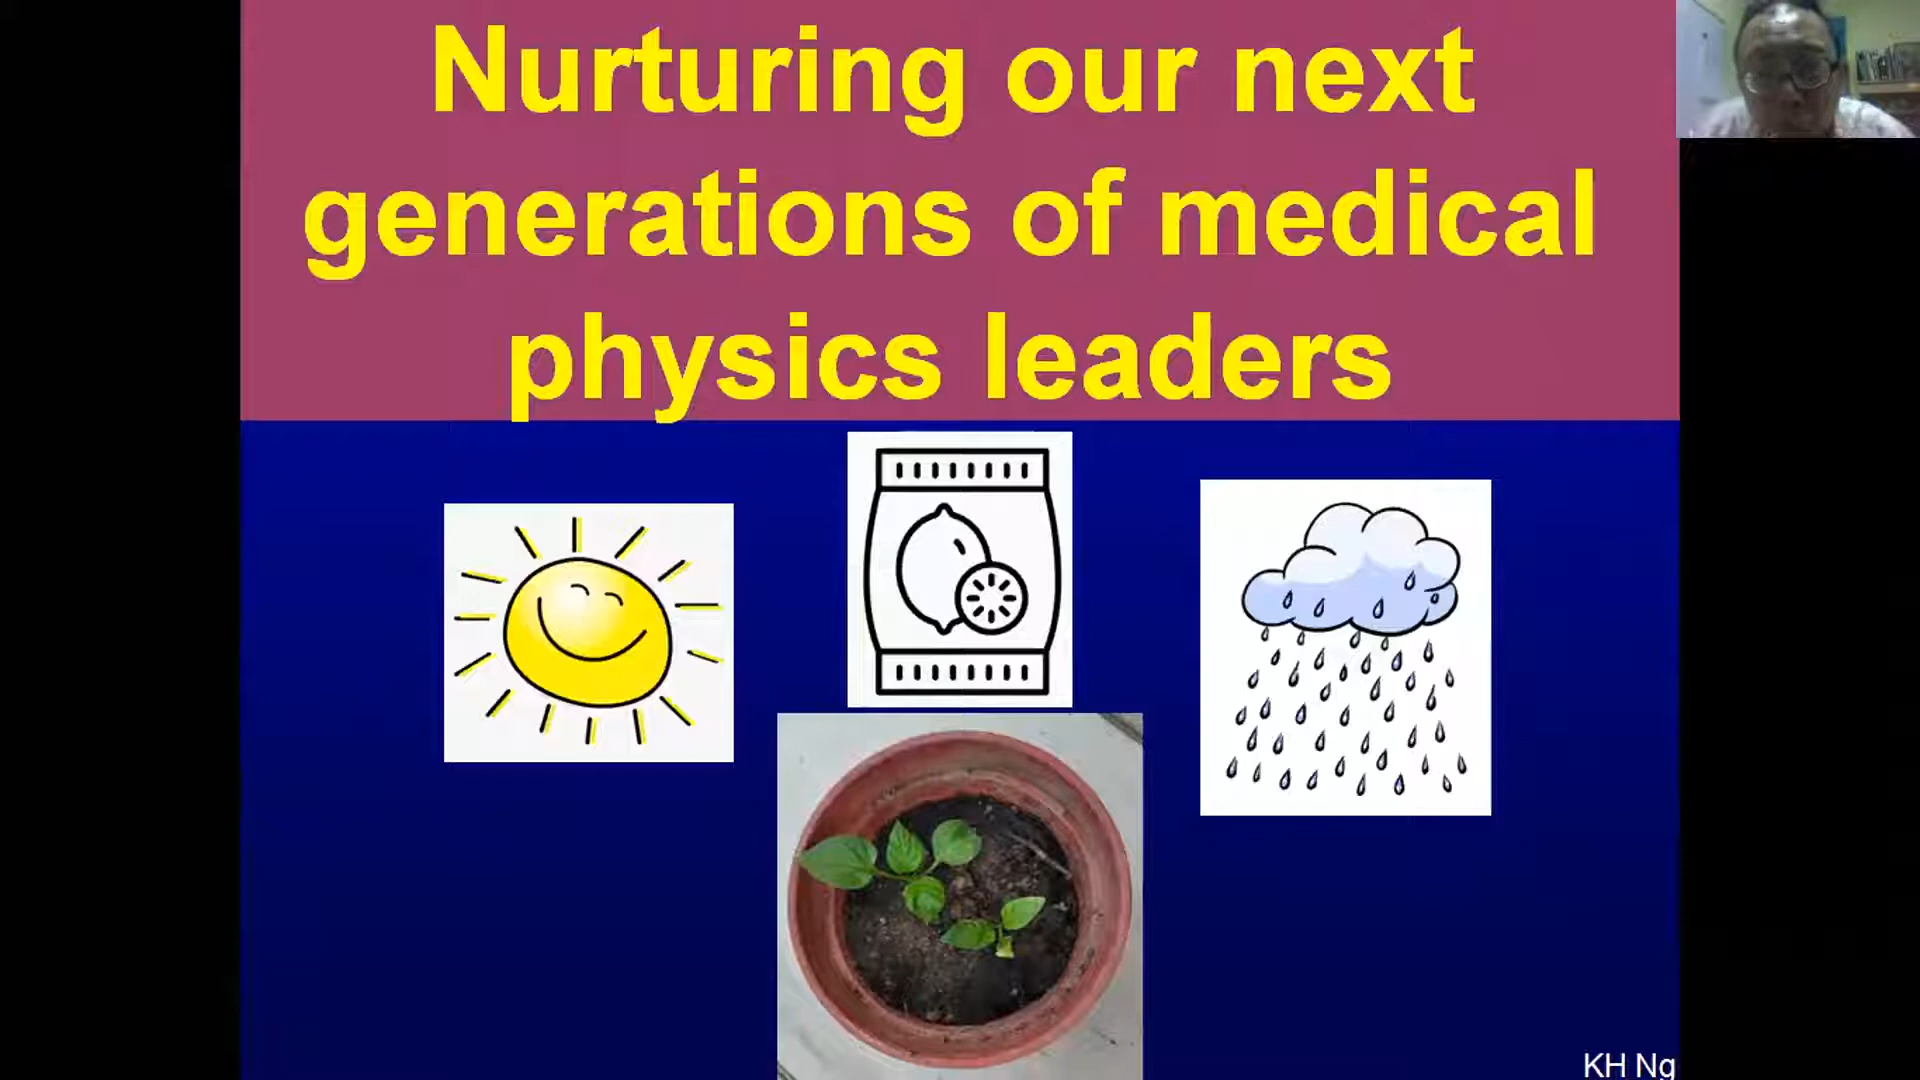 Nurturing our next
generations of medical
physics leaders
KH Ng